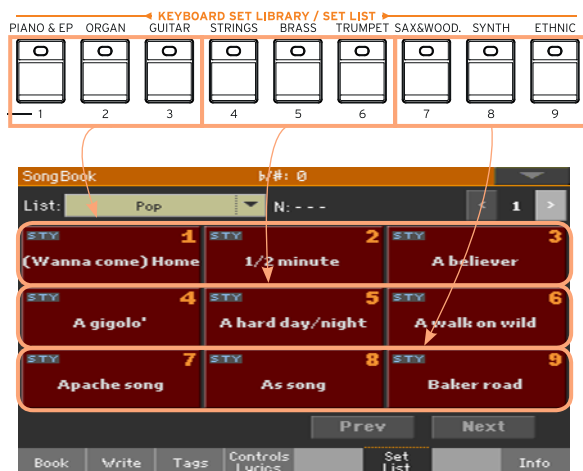 KEYBOARD SET LIBRARY / SET LIST
PIANO & EP ORGAN GUITAR STRINGS BRASS TRUMPET SAX&WOOD. SYNTH ETHNIC
1 2 3 4 5 6 7 8 9
SongBook b/#: 0
List: Pop N:--- < 1 >
STY 1 STY 2 STY 3
(Wanna come) Home 1/2 minute A believer
STY 4 STY 5 STY 6
A gigolo' A hard day/night A walk on wild
STY 7 STY 8 STY 9
Apache song As song Baker road
Prev Next
Book Write Tags Controls Lyrics Set List Info